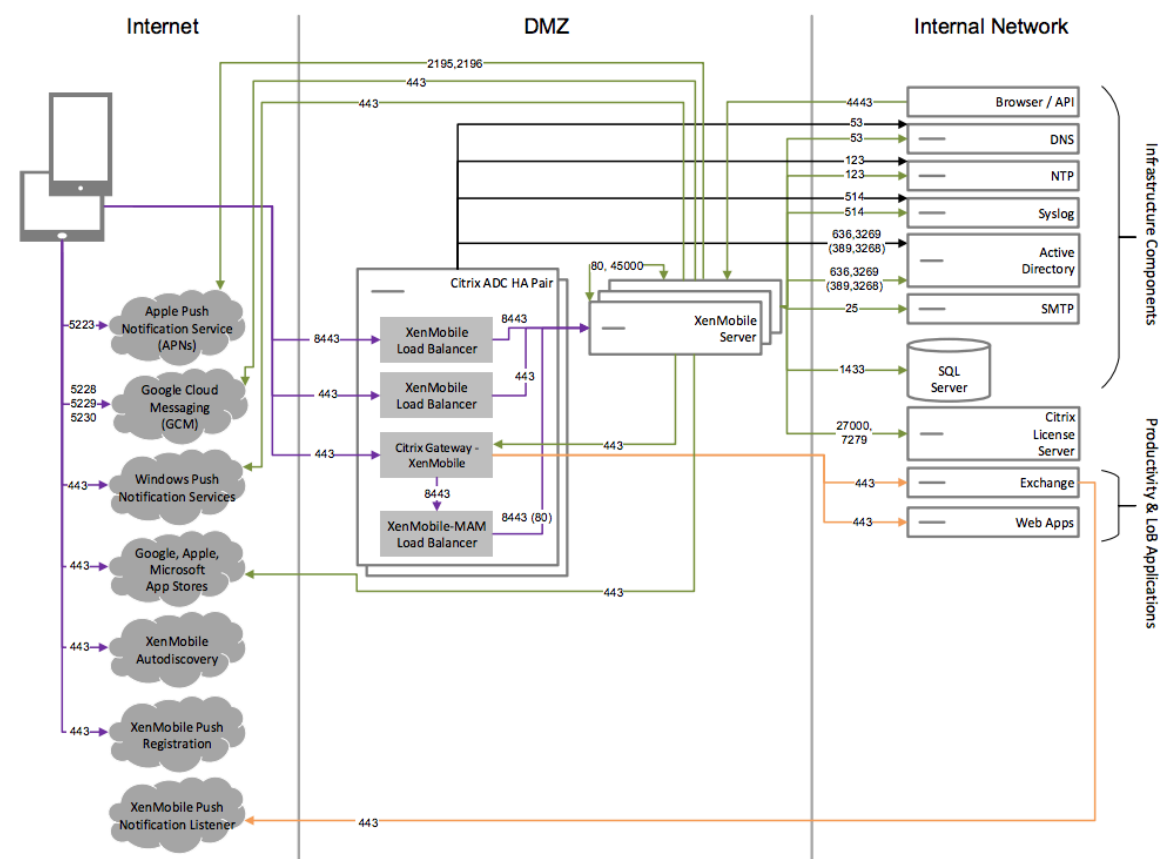 Internet
DMZ
Internal Network
2195,2196
443
443
4443
Browser / API
53
53
DNS
123
123
NTP
514
514
Syslog
636,3269
(389,3268)
636,3269
(389,3268)
Active
Directory
25
SMTP
1433
SQL
Server
27000,
7279
Citrix
License
Server
443
Exchange
443
Web Apps
Infrastructure Components
Productivity & LoB Applications
80, 45000
Citrix ADC HA Pair
XenMobile
Server
8443
XenMobile
Load Balancer
8443
443
XenMobile
Load Balancer
443
443
Citrix Gateway -
XenMobile
443
8443
XenMobile-MAM
Load Balancer
8443 (80)
443
5223
Apple Push
Notification Service
(APNs)
5228
5229
5230
Google Cloud
Messaging
(GCM)
443
Windows Push
Notification Services
443
Google, Apple,
Microsoft
App Stores
443
XenMobile
Autodiscovery
443
XenMobile Push
Registration
XenMobile Push
Notification Listener
443